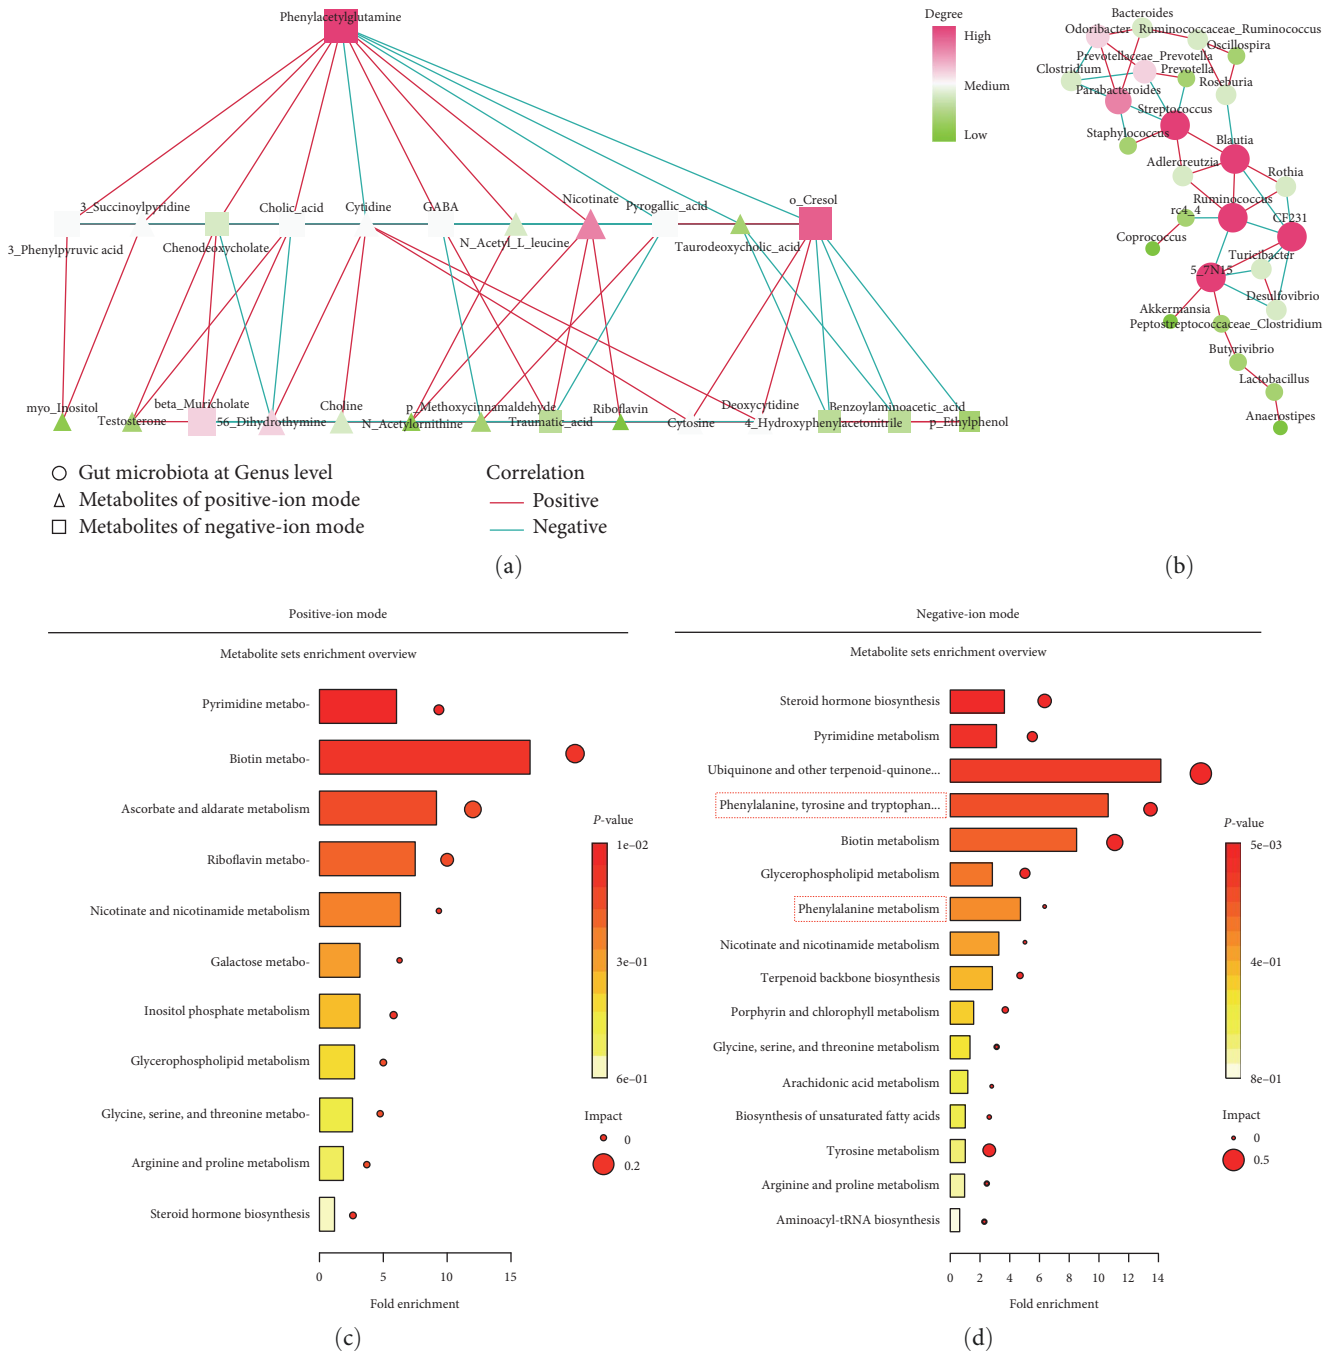 Phenylacetylglutamine
3_Succinoylpyridine
Cholic_acid
Cytidine
GABA
Nicotinate
Pyrogallic_acid
o_Cresol
3_Phenylpyruvic acid
Chenodeoxycholate
N_Acetyl_L_leucine
Taurodeoxycholic_acid
myo_Inositol
Testosterone
beta_Muricholate
56_Dihydrothymine
Choline
N_Acetylornithine
p_Methoxycinnamaldehyde
Traumatic_acid
Riboflavin
Cytosine
Deoxycytidine
4_Hydroxyphenylacetonitrile
Benzoylaminoacetic_acid
p_Ethylphenol
Gut microbiota at Genus level
Metabolites of positive-ion mode
Metabolites of negative-ion mode
Correlation
Positive
Negative
(a)
Degree
High
Medium
Low
Bacteroides
Odoribacter
Ruminococcaceae_Ruminococcus
Oscillospira
Prevotellaceae_Prevotella
Clostridium
Prevotella
Roseburia
Parabacteroides
Streptococcus
Staphylococcus
Blautia
Adlercreutzia
Rothia
Ruminococcus
rc4_4
CF231
Coprococcus
Turicibacter
5_7N15
Desulfovibrio
Akkermansia
Peptostreptococcaceae_Clostridium
Butyrivibrio
Lactobacillus
Anaerostipes
(b)
Positive-ion mode
Metabolite sets enrichment overview
Pyrimidine metabo-
Biotin metabo-
Ascorbate and aldarate metabolism
Riboflavin metabo-
Nicotinate and nicotinamide metabolism
Galactose metabo-
Inositol phosphate metabolism
Glycerophospholipid metabolism
Glycine, serine, and threonine metabo-
Arginine and proline metabolism
Steroid hormone biosynthesis
0 5 10 15
Fold enrichment
P-value
1e–02
3e–01
6e–01
Impact
0
0.2
(c)
Negative-ion mode
Metabolite sets enrichment overview
Steroid hormone biosynthesis
Pyrimidine metabolism
Ubiquinone and other terpenoid-quinone...
Phenylalanine, tyrosine and tryptophan...
Biotin metabolism
Glycerophospholipid metabolism
Phenylalanine metabolism
Nicotinate and nicotinamide metabolism
Terpenoid backbone biosynthesis
Porphyrin and chlorophyll metabolism
Glycine, serine, and threonine metabolism
Arachidonic acid metabolism
Biosynthesis of unsaturated fatty acids
Tyrosine metabolism
Arginine and proline metabolism
Aminoacyl-tRNA biosynthesis
0 2 4 6 8 10 12 14
Fold enrichment
P-value
5e–03
4e–01
8e–01
Impact
0
0.5
(d)